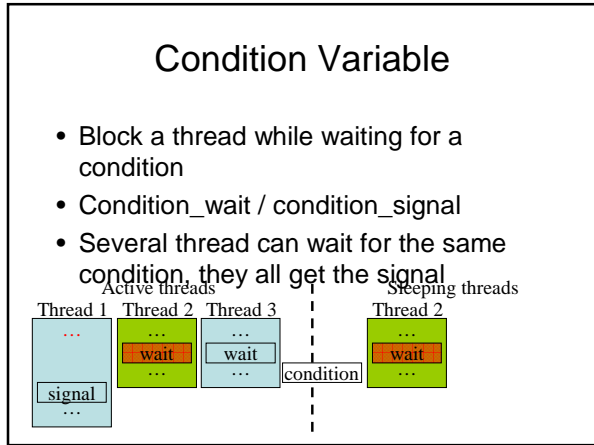 Condition Variable
• Block a thread while waiting for a
condition
• Condition_wait / condition_signal
• Several thread can wait for the same
condition, they all get the signal
Active threads
Sleeping threads
Thread 1
Thread 2
Thread 3
Thread 2
…
…
…
…
wait
wait
wait
…
…
…
condition
signal
…